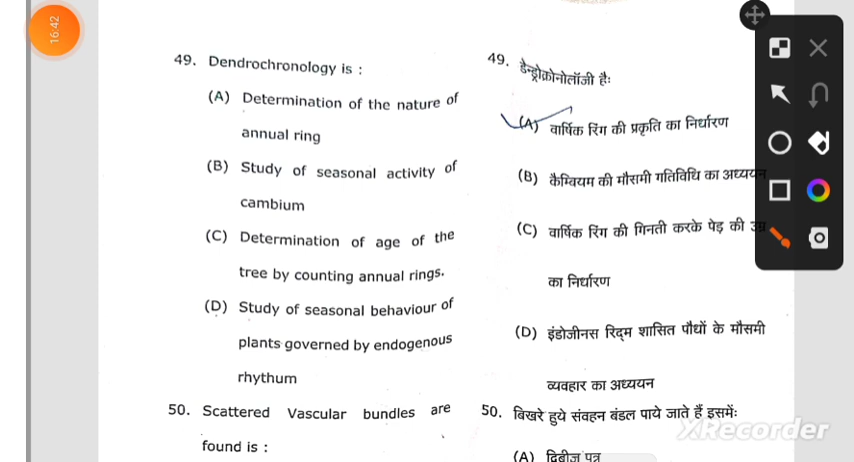 16:42
49. Dendrochronology is :
(A) Determination of the nature of
annual ring
(B) Study of seasonal activity of
cambium
(C) Determination of age of the
tree by counting annual rings.
(D) Study of seasonal behaviour of
plants governed by endogenous
rhythum
50. Scattered Vascular bundles are
found is :
49. डेन्ड्रोक्रोनोलॉजी हैः
(A) वार्षिक रिंग की प्रकृति का निर्धारण
(B) कैम्बियम की मौसमी गतिविधि का अध्ययन
(C) वार्षिक रिंग की गिनती करके पेड़ की उम्र
का निर्धारण
(D) इंडोजीनस रिद्म शासित पौधों के मौसमी
व्यवहार का अध्ययन
50. बिखरे हुये संवहन बंडल पाये जाते हैं इसमेंः
(A) द्विबीज पत्र
XRecorder